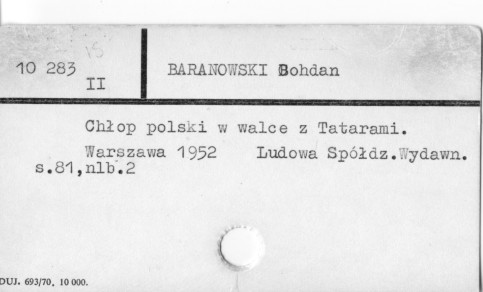 15
10 283
II
BARANOWSKI Bohdan
Chłop polski w walce z Tatarami.
Warszawa 1952 Ludowa Spółdz.Wydawn.
s.81,nlb.2
DUJ. 693/70, 10 000.